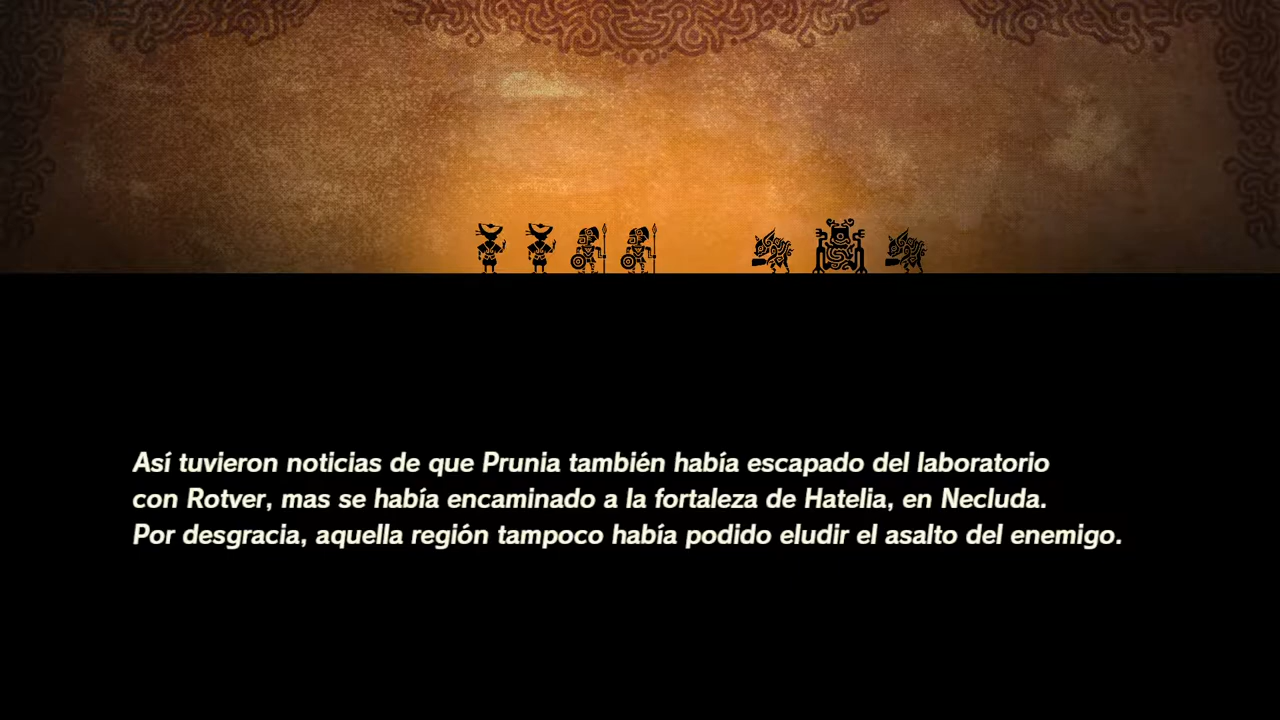 Así tuvieron noticias de que Prunia también había escapado del laboratorio
con Rotver, mas se había encaminado a la fortaleza de Hatelia, en Necluda.
Por desgracia, aquella región tampoco había podido eludir el asalto del enemigo.